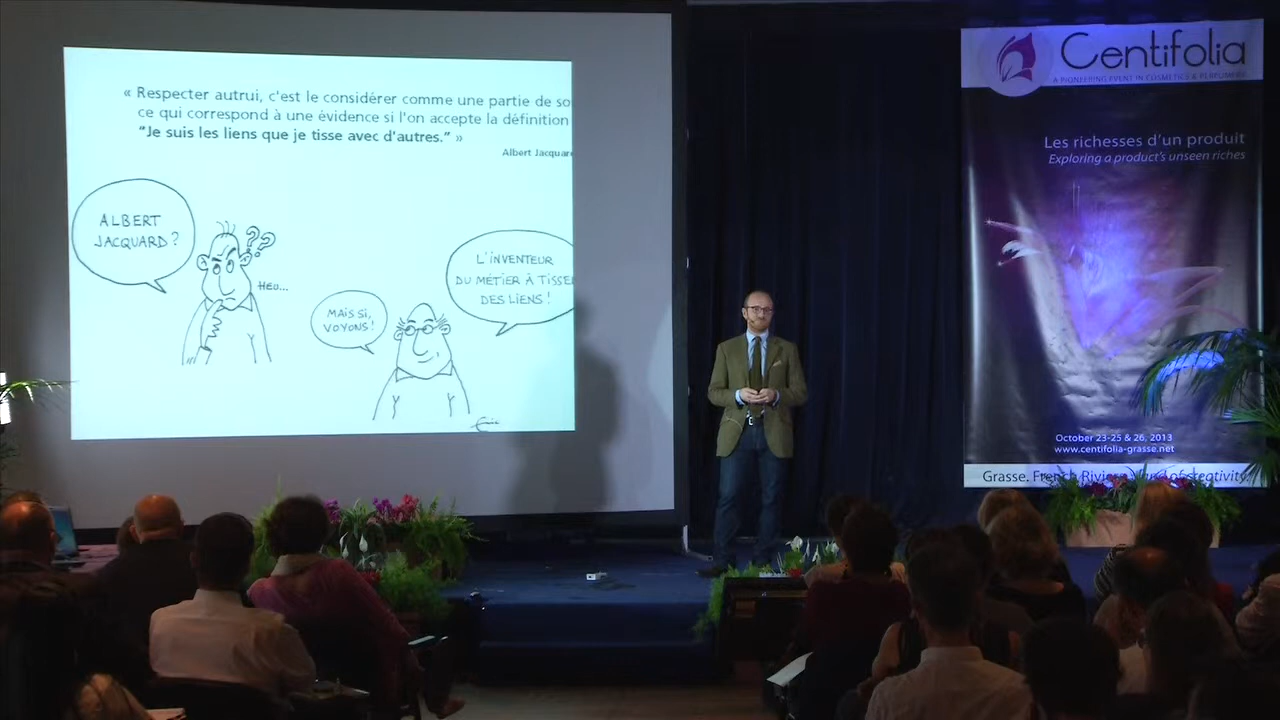 « Respecter autrui, c'est le considérer comme une partie de so
ce qui correspond à une évidence si l'on accepte la définition
“Je suis les liens que je tisse avec d'autres.” »
Albert Jacquar
ALBERT
JACQUARD?
??
HEU...
MAIS SI,
VOYONS!
L'INVENTEUR
DU MÉTIER À TISSE
DES LIENS!
Centifolia
A PIONEERING EVENT IN COSMETICS & PERFUMERY
Les richesses d'un produit
Exploring a product's unseen riches
October 23-25 & 26, 2013
www.centifolia-grasse.net
Grasse. French Riviera. land of creativity.